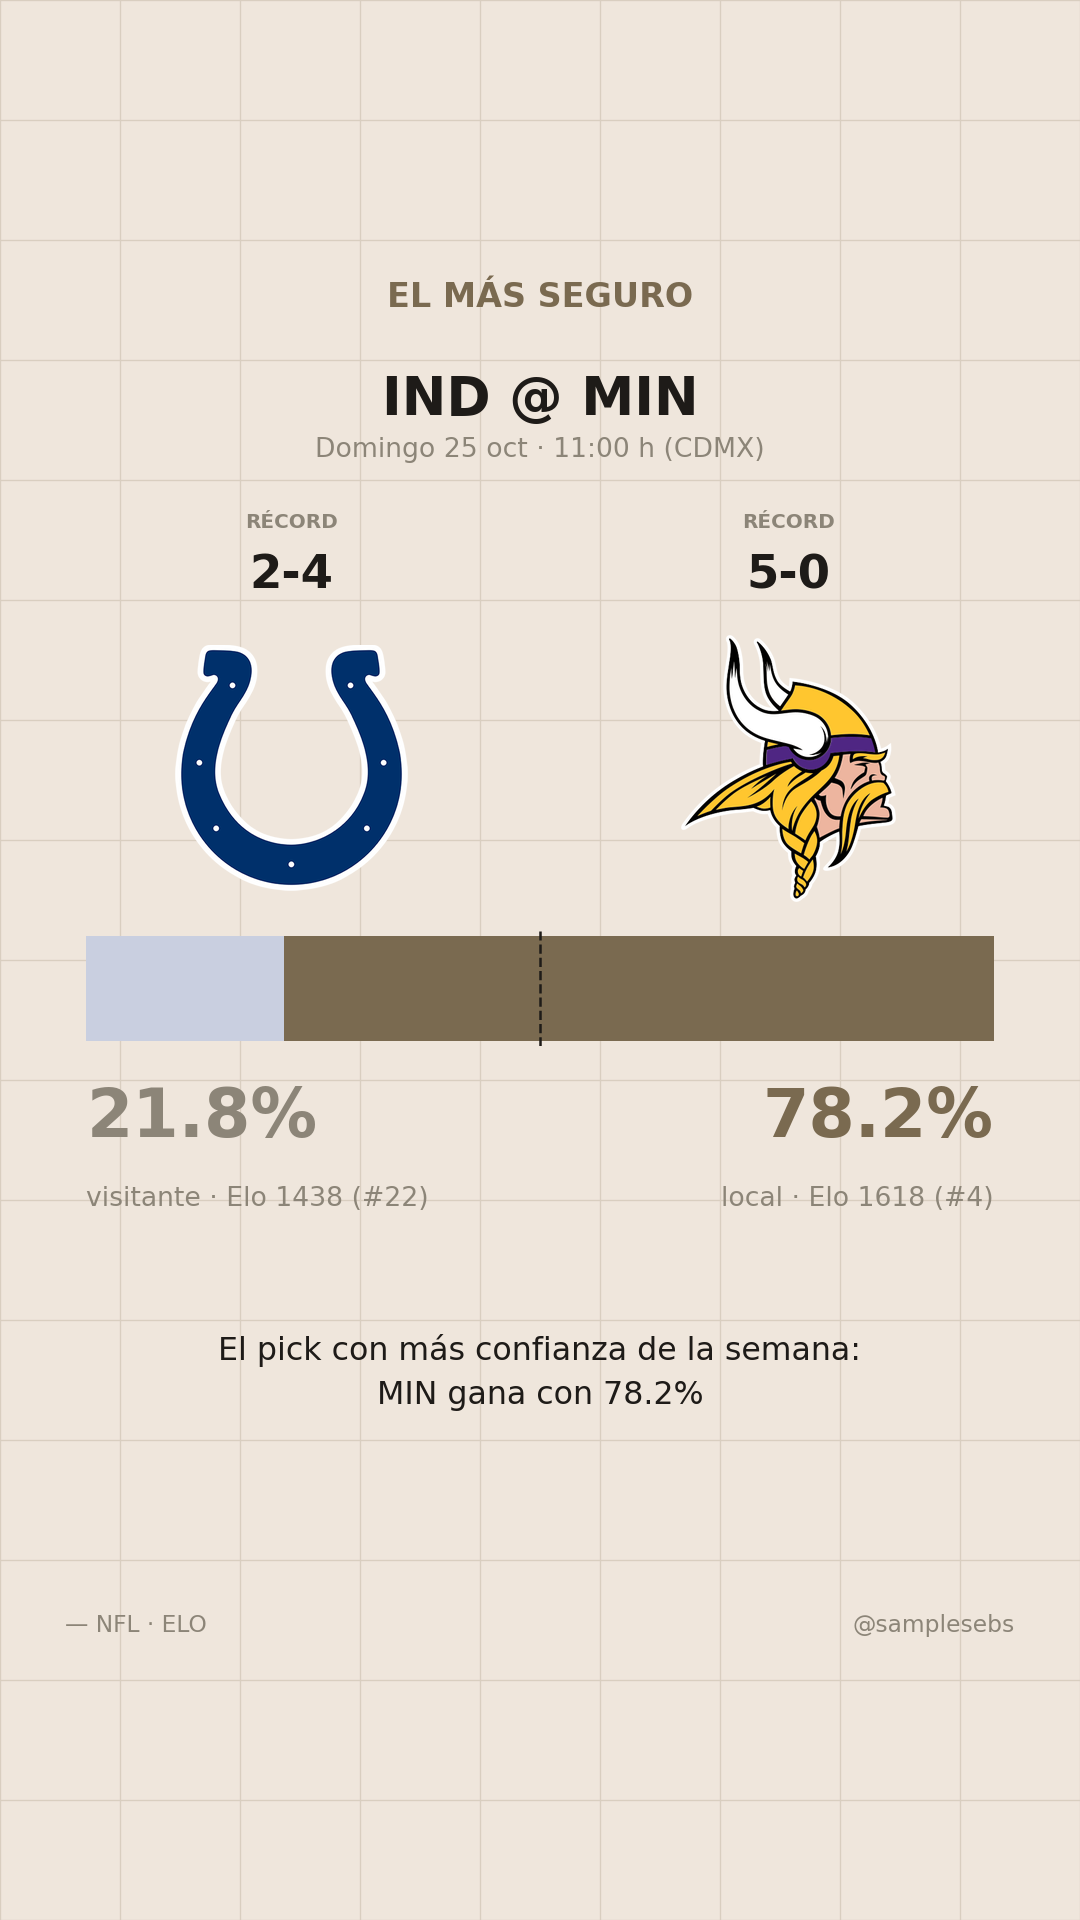 EL MÁS SEGURO
IND @ MIN
Domingo 25 oct · 11:00 h (CDMX)
RÉCORD
2-4
RÉCORD
5-0
21.8%
78.2%
visitante · Elo 1438 (#22)
local · Elo 1618 (#4)
El pick con más confianza de la semana:
MIN gana con 78.2%
— NFL · ELO
@samplesebs